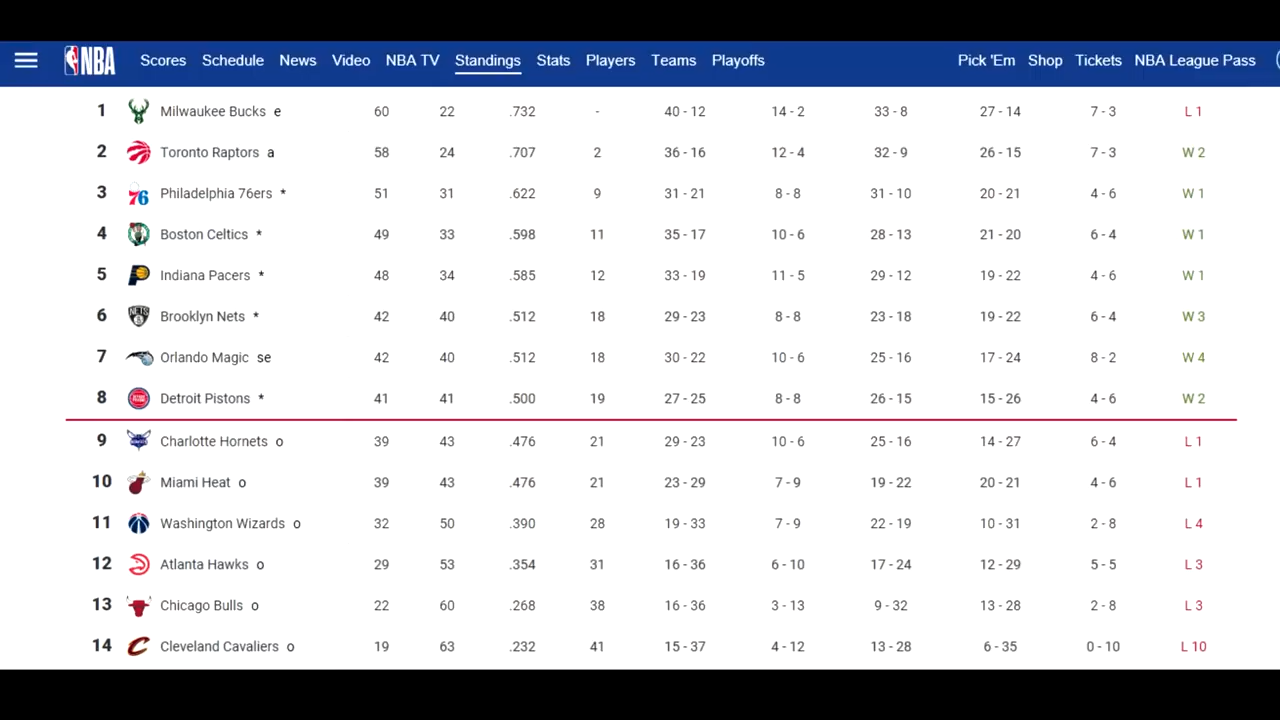 NBA Scores Schedule News Video NBA TV Standings Stats Players Teams Playoffs Pick 'Em Shop Tickets NBA League Pass
1 Milwaukee Bucks e 60 22 .732 - 40 - 12 14 - 2 33 - 8 27 - 14 7 - 3 L 1
2 Toronto Raptors a 58 24 .707 2 36 - 16 12 - 4 32 - 9 26 - 15 7 - 3 W 2
3 76 Philadelphia 76ers * 51 31 .622 9 31 - 21 8 - 8 31 - 10 20 - 21 4 - 6 W 1
4 Boston Celtics * 49 33 .598 11 35 - 17 10 - 6 28 - 13 21 - 20 6 - 4 W 1
5 Indiana Pacers * 48 34 .585 12 33 - 19 11 - 5 29 - 12 19 - 22 4 - 6 W 1
6 NETS Brooklyn Nets * 42 40 .512 18 29 - 23 8 - 8 23 - 18 19 - 22 6 - 4 W 3
7 Orlando Magic se 42 40 .512 18 30 - 22 10 - 6 25 - 16 17 - 24 8 - 2 W 4
8 Detroit Pistons * 41 41 .500 19 27 - 25 8 - 8 26 - 15 15 - 26 4 - 6 W 2
9 Charlotte Hornets o 39 43 .476 21 29 - 23 10 - 6 25 - 16 14 - 27 6 - 4 L 1
10 Miami Heat o 39 43 .476 21 23 - 29 7 - 9 19 - 22 20 - 21 4 - 6 L 1
11 Washington Wizards o 32 50 .390 28 19 - 33 7 - 9 22 - 19 10 - 31 2 - 8 L 4
12 Atlanta Hawks o 29 53 .354 31 16 - 36 6 - 10 17 - 24 12 - 29 5 - 5 L 3
13 Chicago Bulls o 22 60 .268 38 16 - 36 3 - 13 9 - 32 13 - 28 2 - 8 L 3
14 Cleveland Cavaliers o 19 63 .232 41 15 - 37 4 - 12 13 - 28 6 - 35 0 - 10 L 10